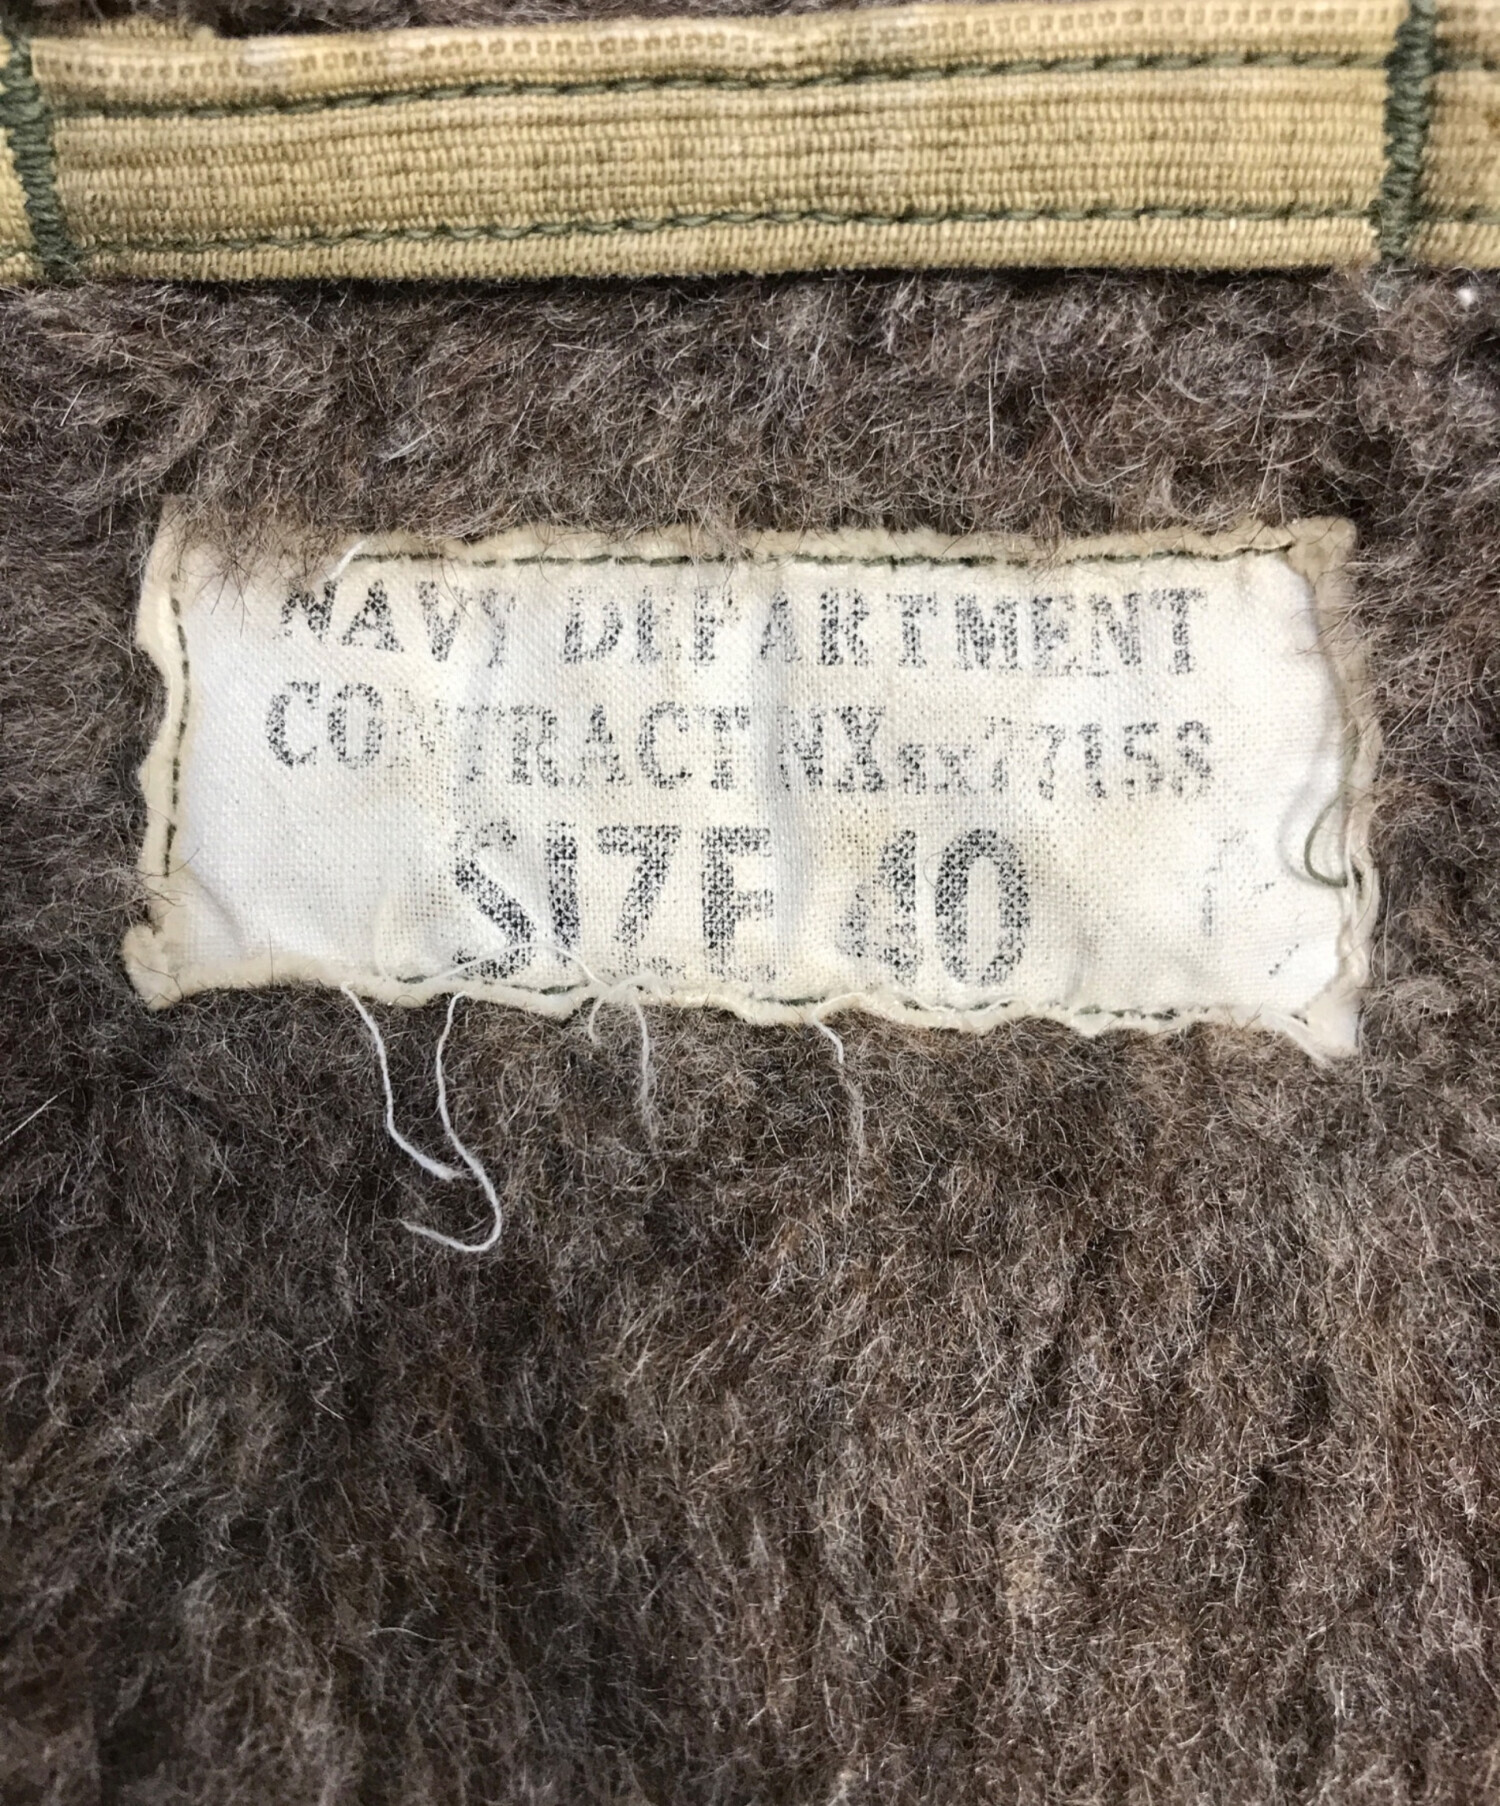 NAVY DEPARTMENT
CONTRACT NXsx77158
SIZE 40